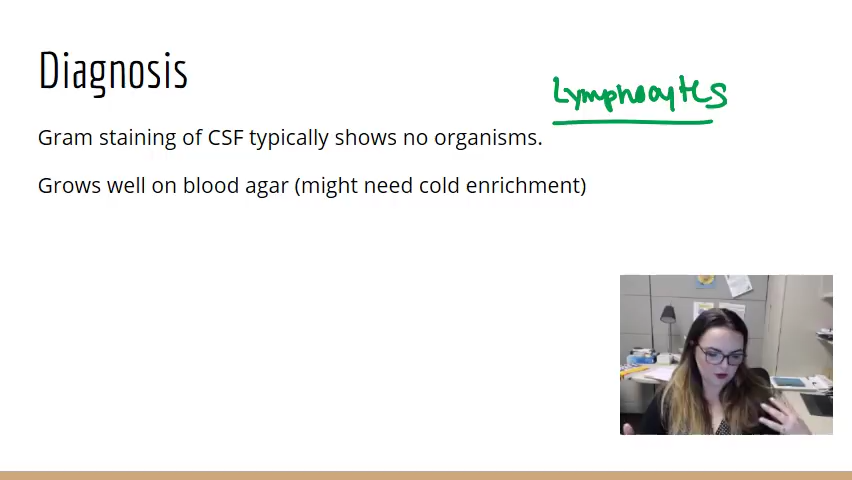 Diagnosis
Lymphocytes
Gram staining of CSF typically shows no organisms.
Grows well on blood agar (might need cold enrichment)